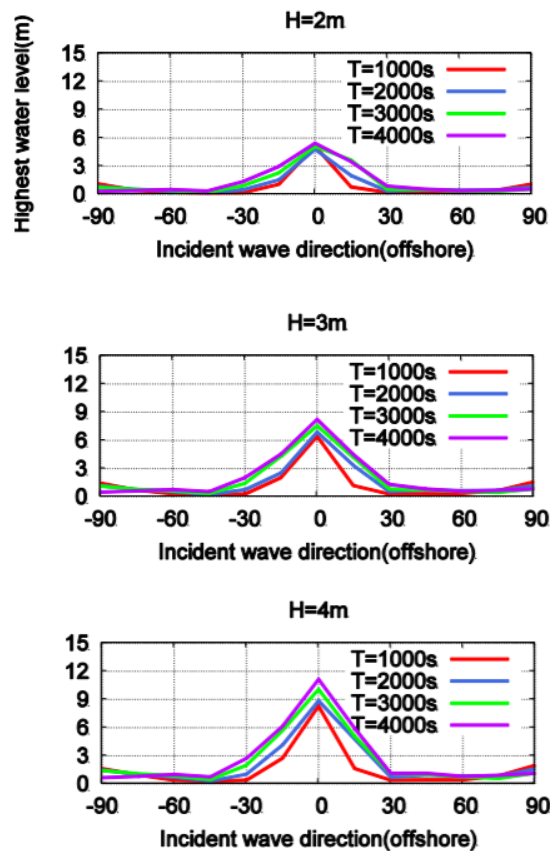 H=2m
Highest water level(m)
15
12
9
6
3
0
T=1000s
T=2000s
T=3000s
T=4000s
-90 -60 -30 0 30 60 90
Incident wave direction(offshore)
H=3m
15
12
9
6
3
0
T=1000s
T=2000s
T=3000s
T=4000s
-90 -60 -30 0 30 60 90
Incident wave direction(offshore)
H=4m
15
12
9
6
3
0
T=1000s
T=2000s
T=3000s
T=4000s
-90 -60 -30 0 30 60 90
Incident wave direction(offshore)